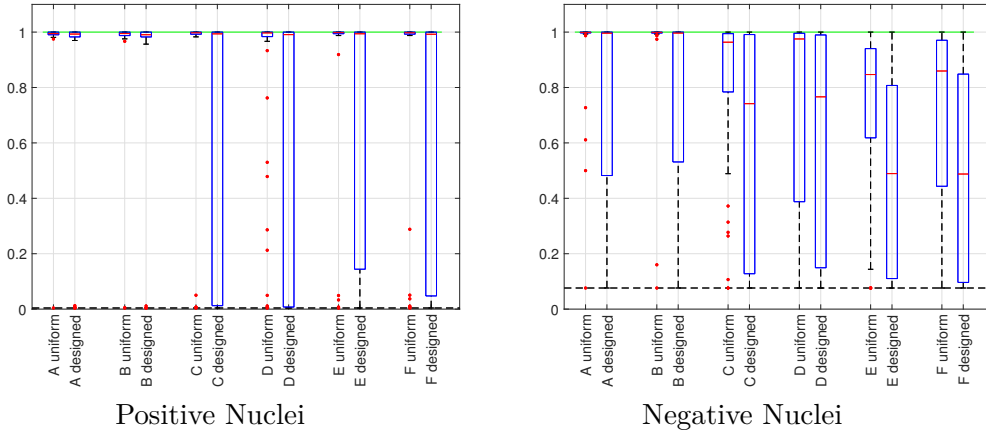 1
0.8
0.6
0.4
0.2
0
A uniform
A designed
B uniform
B designed
C uniform
C designed
D uniform
D designed
E uniform
E designed
F uniform
F designed
Positive Nuclei
1
0.8
0.6
0.4
0.2
0
A uniform
A designed
B uniform
B designed
C uniform
C designed
D uniform
D designed
E uniform
E designed
F uniform
F designed
Negative Nuclei